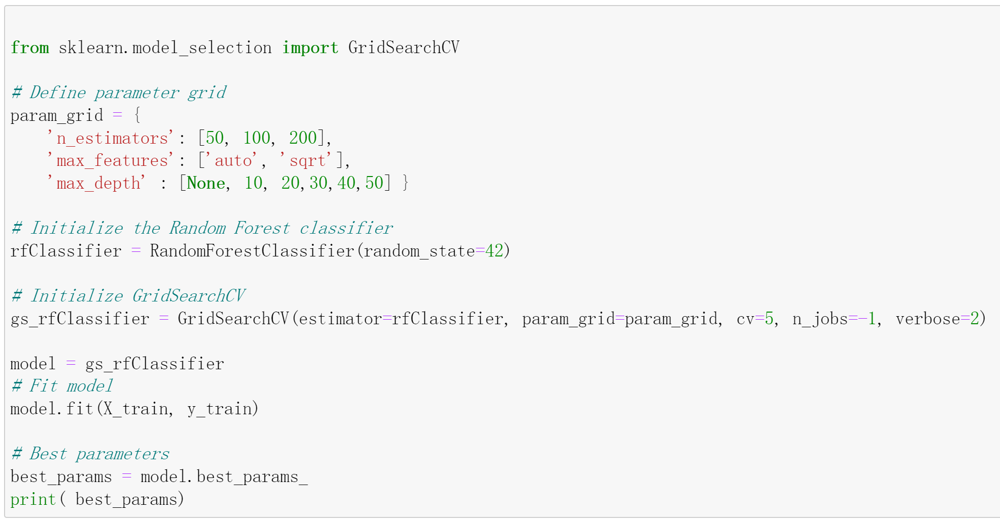 from sklearn.model_selection import GridSearchCV
# Define parameter grid
param_grid = {
    'n_estimators': [50, 100, 200],
    'max_features': ['auto', 'sqrt'],
    'max_depth' : [None, 10, 20,30,40,50] }
# Initialize the Random Forest classifier
rfClassifier = RandomForestClassifier(random_state=42)
# Initialize GridSearchCV
gs_rfClassifier = GridSearchCV(estimator=rfClassifier, param_grid=param_grid, cv=5, n_jobs=-1, verbose=2)
model = gs_rfClassifier
# Fit model
model.fit(X_train, y_train)
# Best parameters
best_params = model.best_params_
print( best_params)